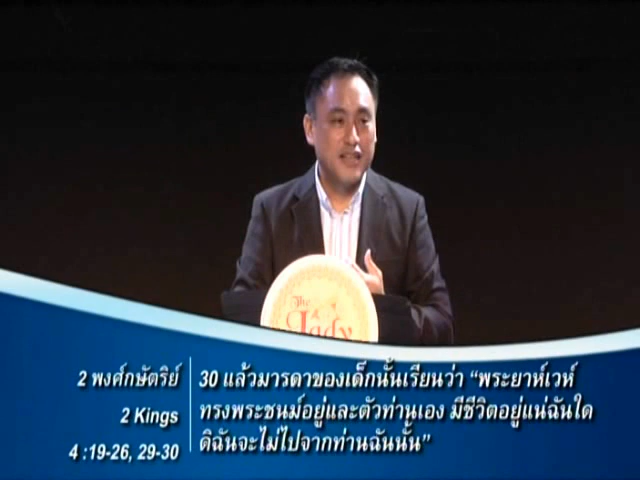 The
Lady
2 พงศ์กษัตริย์
2 Kings
4 :19-26, 29-30
30 แล้วมารดาของเด็กนั้นเรียนว่า “พระยาห์เวห์
ทรงพระชนม์อยู่และตัวท่านเอง มีชีวิตอยู่แน่ฉันใด
ดิฉันจะไม่ไปจากท่านฉันนั้น”